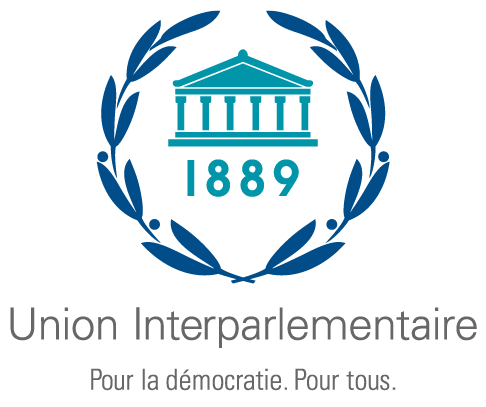 1889
Union Interparlementaire
Pour la démocratie. Pour tous.